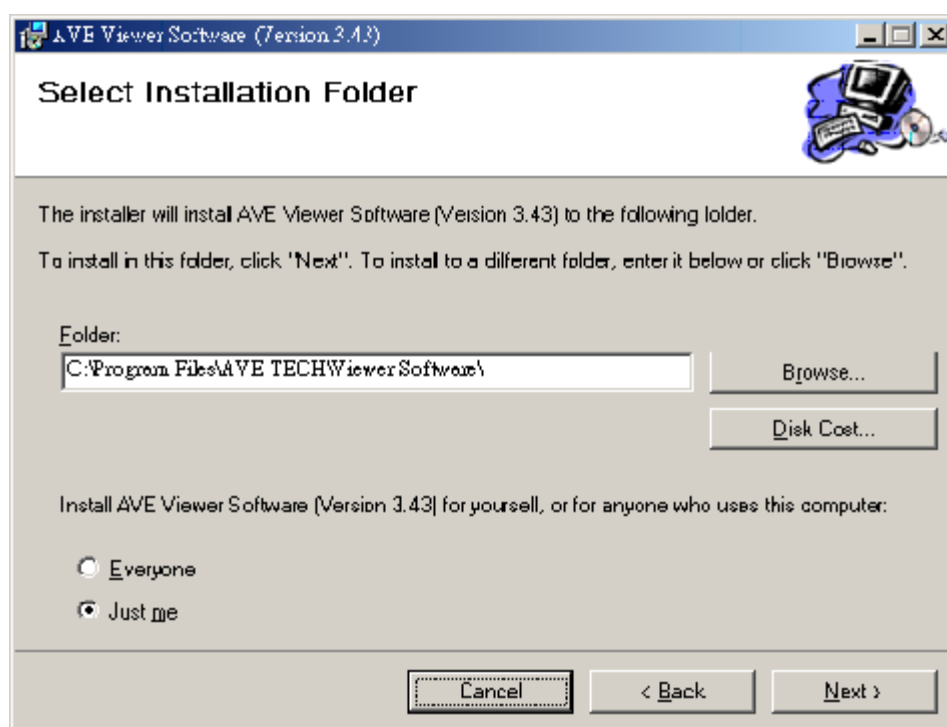 AVE Viewer Software (Version 3.43)
Select Installation Folder
The installer will install AVE Viewer Software (Version 3.43) to the following folder.
To install in this folder, click "Next". To install to a different folder, enter it below or click "Browse".
Folder:
C:\Program Files\AVE TECH\Viewer Software\
Browse...
Disk Cost...
Install AVE Viewer Software (Version 3.43) for yourself, or for anyone who uses this computer:
Everyone
Just me
Cancel
< Back
Next >